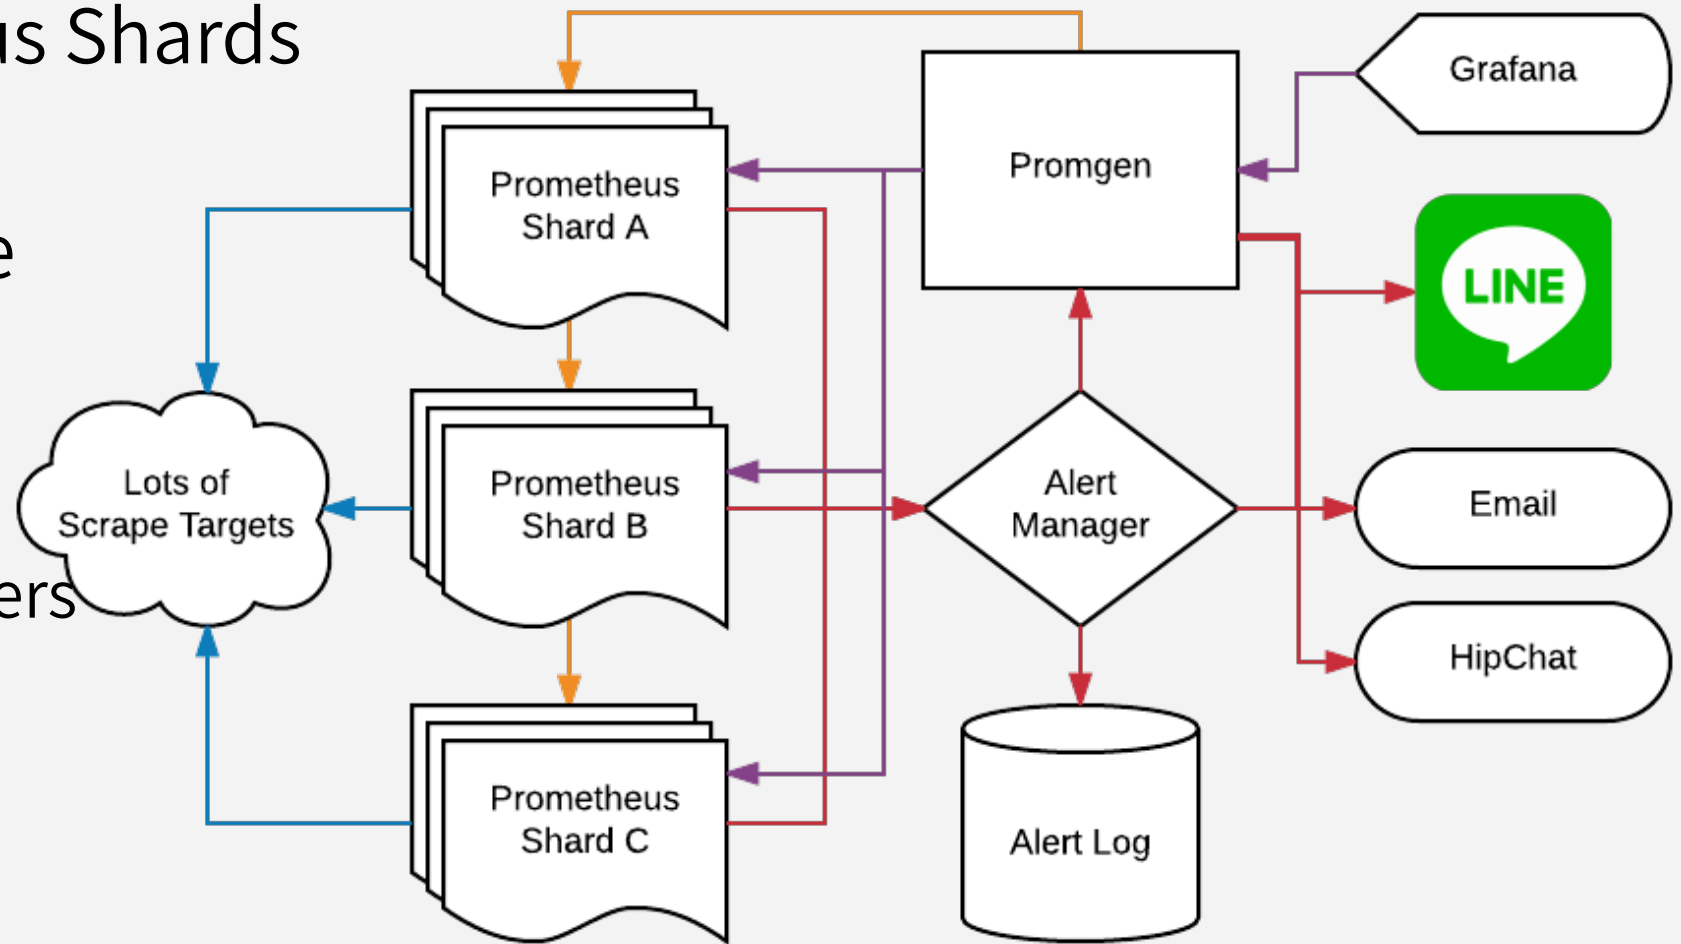 us Shards
Grafana
Promgen
Prometheus
Shard A
e
LINE
Lots of
Scrape Targets
Prometheus
Shard B
Alert
Manager
Email
ers
HipChat
Prometheus
Shard C
Alert Log